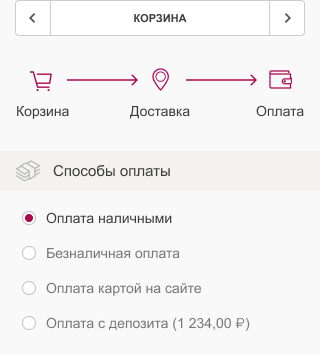 КОРЗИНА
Корзина Доставка Оплата
Способы оплаты
Оплата наличными
Безналичная оплата
Оплата картой на сайте
Оплата с депозита (1 234,00 ₽)